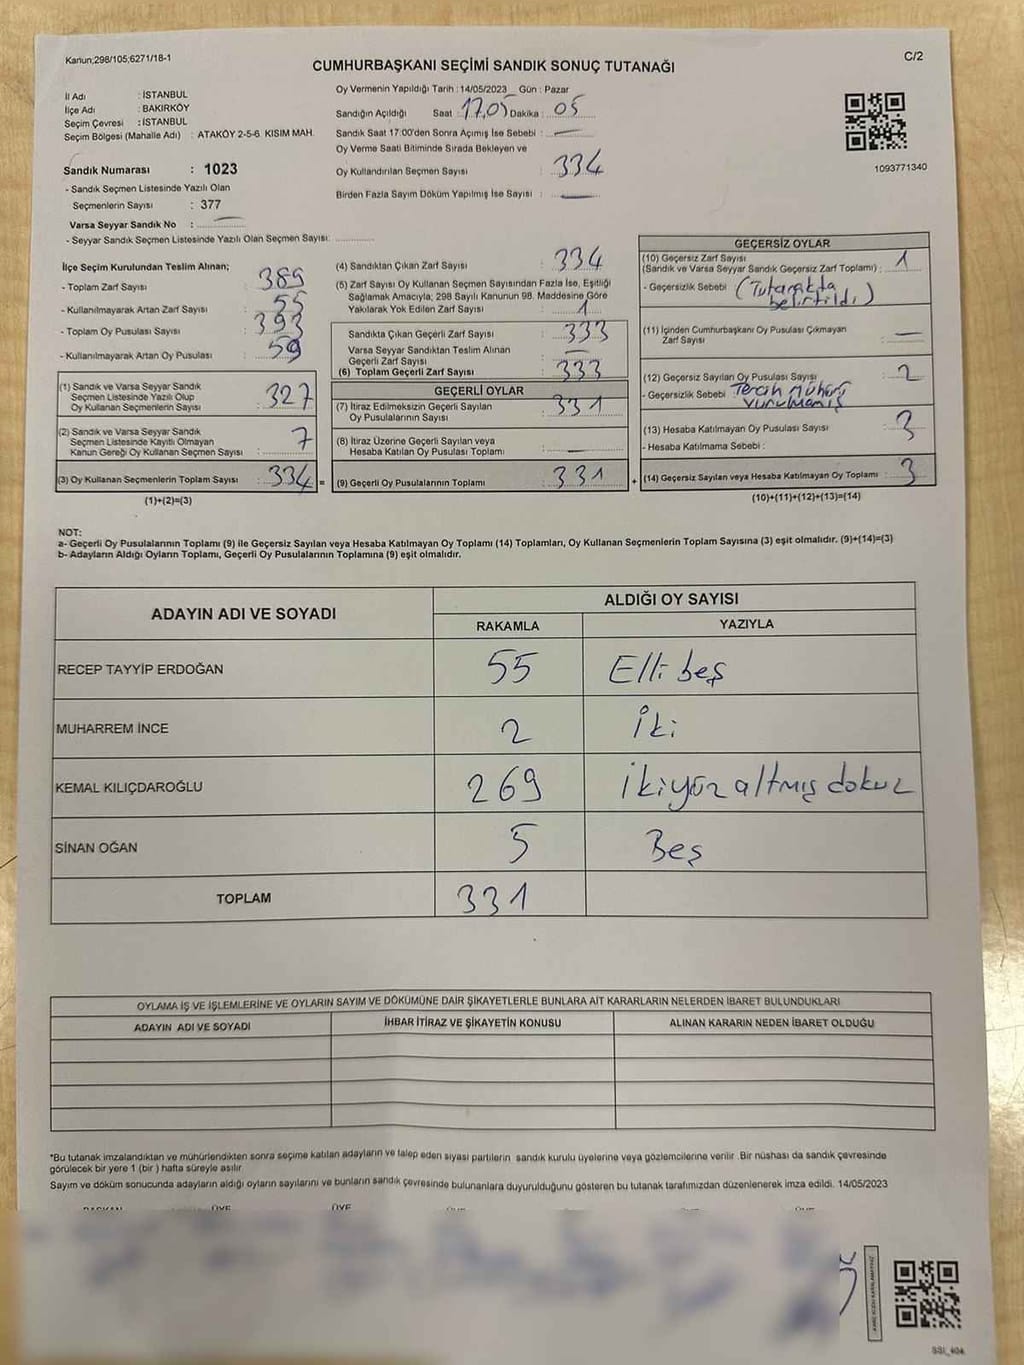 Kanun;298/105;6271/18-1
C/2
CUMHURBAŞKANI SEÇİMİ SANDIK SONUÇ TUTANAĞI
İl Adı : İSTANBUL
İlçe Adı : BAKIRKÖY
Seçim Çevresi : İSTANBUL
Seçim Bölgesi (Mahalle Adı) : ATAKÖY 2-5-6. KISIM MAH.
Sandık Numarası : 1023
- Sandık Seçmen Listesinde Yazılı Olan
Seçmenlerin Sayısı : 377
Varsa Seyyar Sandık No :
- Seyyar Sandık Seçmen Listesinde Yazılı Olan Seçmen Sayısı:
Oy Vermenin Yapıldığı Tarih : 14/05/2023 Gün : Pazar
Sandığın Açıldığı Saat : 17,05 Dakika : 05
Sandık Saat 17:00'den Sonra Açımış İse Sebebi : —
Oy Verme Saati Bitiminde Sırada Bekleyen ve
Oy Kullandırılan Seçmen Sayısı : 334
Birden Fazla Sayım Döküm Yapılmış İse Sayısı : —
1093771340
İlçe Seçim Kurulundan Teslim Alınan;
- Toplam Zarf Sayısı : 389
- Kullanılmayarak Artan Zarf Sayısı : 55
- Toplam Oy Pusulası Sayısı : 393
- Kullanılmayarak Artan Oy Pusulası : 59
(1) Sandık ve Varsa Seyyar Sandık
Seçmen Listesinde Yazılı Olup
Oy Kullanan Seçmenlerin Sayısı : 327
(2) Sandık ve Varsa Seyyar Sandık
Seçmen Listesinde Kayıtlı Olmayan
Kanun Gereği Oy Kullanan Seçmen Sayısı : 7
(3) Oy Kullanan Seçmenlerin Toplam Sayısı : 334 =
(1)+(2)=(3)
(4) Sandıktan Çıkan Zarf Sayısı : 334
(5) Zarf Sayısı Oy Kullanan Seçmen Sayısından Fazla İse, Eşitliği
Sağlamak Amacıyla; 298 Sayılı Kanunun 98. Maddesine Göre
Yakılarak Yok Edilen Zarf Sayısı : 1
Sandıkta Çıkan Geçerli Zarf Sayısı : 333
Varsa Seyyar Sandıktan Teslim Alınan
Geçerli Zarf Sayısı : —
(6) Toplam Geçerli Zarf Sayısı : 333
GEÇERLİ OYLAR
(7) İtiraz Edilmeksizin Geçerli Sayılan
Oy Pusulalarının Sayısı : 331
(8) İtiraz Üzerine Geçerli Sayılan veya
Hesaba Katılan Oy Pusulası Toplamı : —
(9) Geçerli Oy Pusulalarının Toplamı : 331 +
GEÇERSİZ OYLAR
(10) Geçersiz Zarf Sayısı
(Sandık ve Varsa Seyyar Sandık Geçersiz Zarf Toplamı) : 1
- Geçersizlik Sebebi (Tutanakta
belirtildi)
(11) İçinden Cumhurbaşkanı Oy Pusulası Çıkmayan
Zarf Sayısı : —
(12) Geçersiz Sayılan Oy Pusulası Sayısı : 2
- Geçersizlik Sebebi : Tercih Mührü
vurulmamış
(13) Hesaba Katılmayan Oy Pusulası Sayısı : 3
- Hesaba Katılmama Sebebi :
(14) Geçersiz Sayılan veya Hesaba Katılmayan Oy Toplamı : 3
(10)+(11)+(12)+(13)=(14)
NOT:
a- Geçerli Oy Pusulalarının Toplamı (9) ile Geçersiz Sayılan veya Hesaba Katılmayan Oy Toplamı (14) Toplamları, Oy Kullanan Seçmenlerin Toplam Sayısına (3) eşit olmalıdır. (9)+(14)=(3)
b- Adayların Aldığı Oyların Toplamı, Geçerli Oy Pusulalarının Toplamına (9) eşit olmalıdır.
ADAYIN ADI VE SOYADI
ALDIĞI OY SAYISI
RAKAMLA YAZIYLA
RECEP TAYYİP ERDOĞAN 55 Elli beş
MUHARREM İNCE 2 İki
KEMAL KILIÇDAROĞLU 269 ikiyüz altmış dokuz
SİNAN OĞAN 5 Beş
TOPLAM 331
OYLAMA İŞ VE İŞLEMLERİNE VE OYLARIN SAYIM VE DÖKÜMÜNE DAİR ŞİKAYETLERLE BUNLARA AİT KARARLARIN NELERDEN İBARET BULUNDUKLARI
ADAYIN ADI VE SOYADI İHBAR İTİRAZ VE ŞİKAYETİN KONUSU ALINAN KARARIN NEDEN İBARET OLDUĞU
*Bu tutanak imzalandıktan ve mühürlendikten sonra seçime katılan adayların ve talep eden siyasi partilerin sandık kurulu üyelerine veya gözlemcilerine verilir .Bir nüshası da sandık çevresinde
görülecek bir yere 1 (bir ) hafta süreyle asılır.
Sayım ve döküm sonucunda adayların aldığı oyların sayılarını ve bunların sandık çevresinde bulunanlara duyurulduğunu gösteren bu tutanak tarafımızdan düzenlenerek imza edildi. 14/05/2023
BAŞKAN ÜYE ÜYE ÜYE ÜYE ÜYE